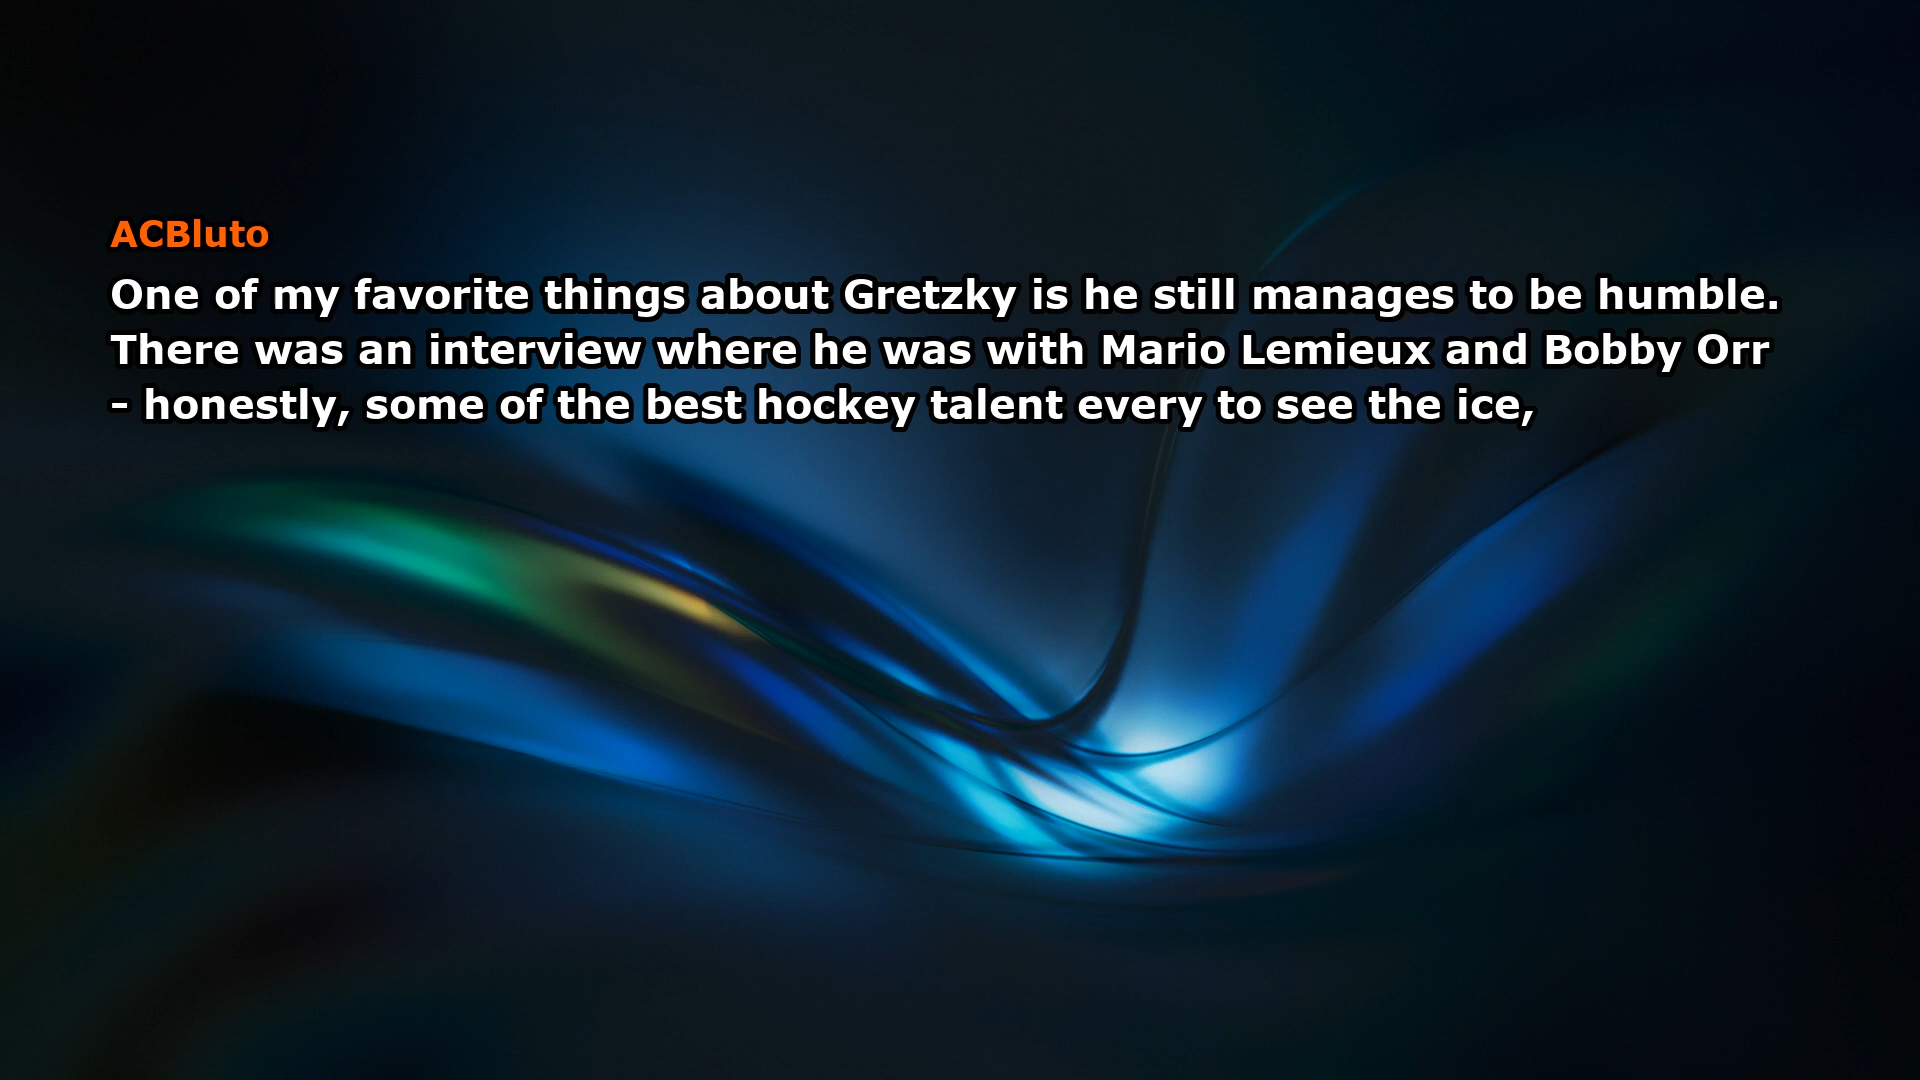 ACBluto
One of my favorite things about Gretzky is he still manages to be humble.
There was an interview where he was with Mario Lemieux and Bobby Orr
- honestly, some of the best hockey talent every to see the ice,